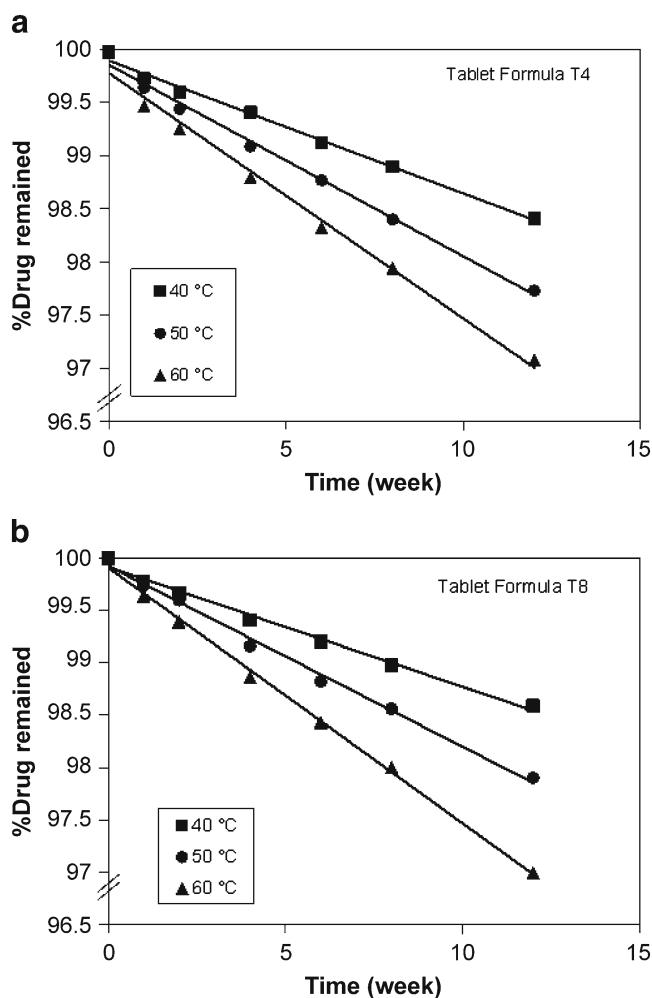 a
Tablet Formula T4
100
99.5
99
98.5
98
97.5
97
96.5
%Drug remained
40 °C
50 °C
60 °C
0 5 10 15
Time (week)
b
Tablet Formula T8
100
99.5
99
98.5
98
97.5
97
96.5
%Drug remained
40 °C
50 °C
60 °C
0 5 10 15
Time (week)